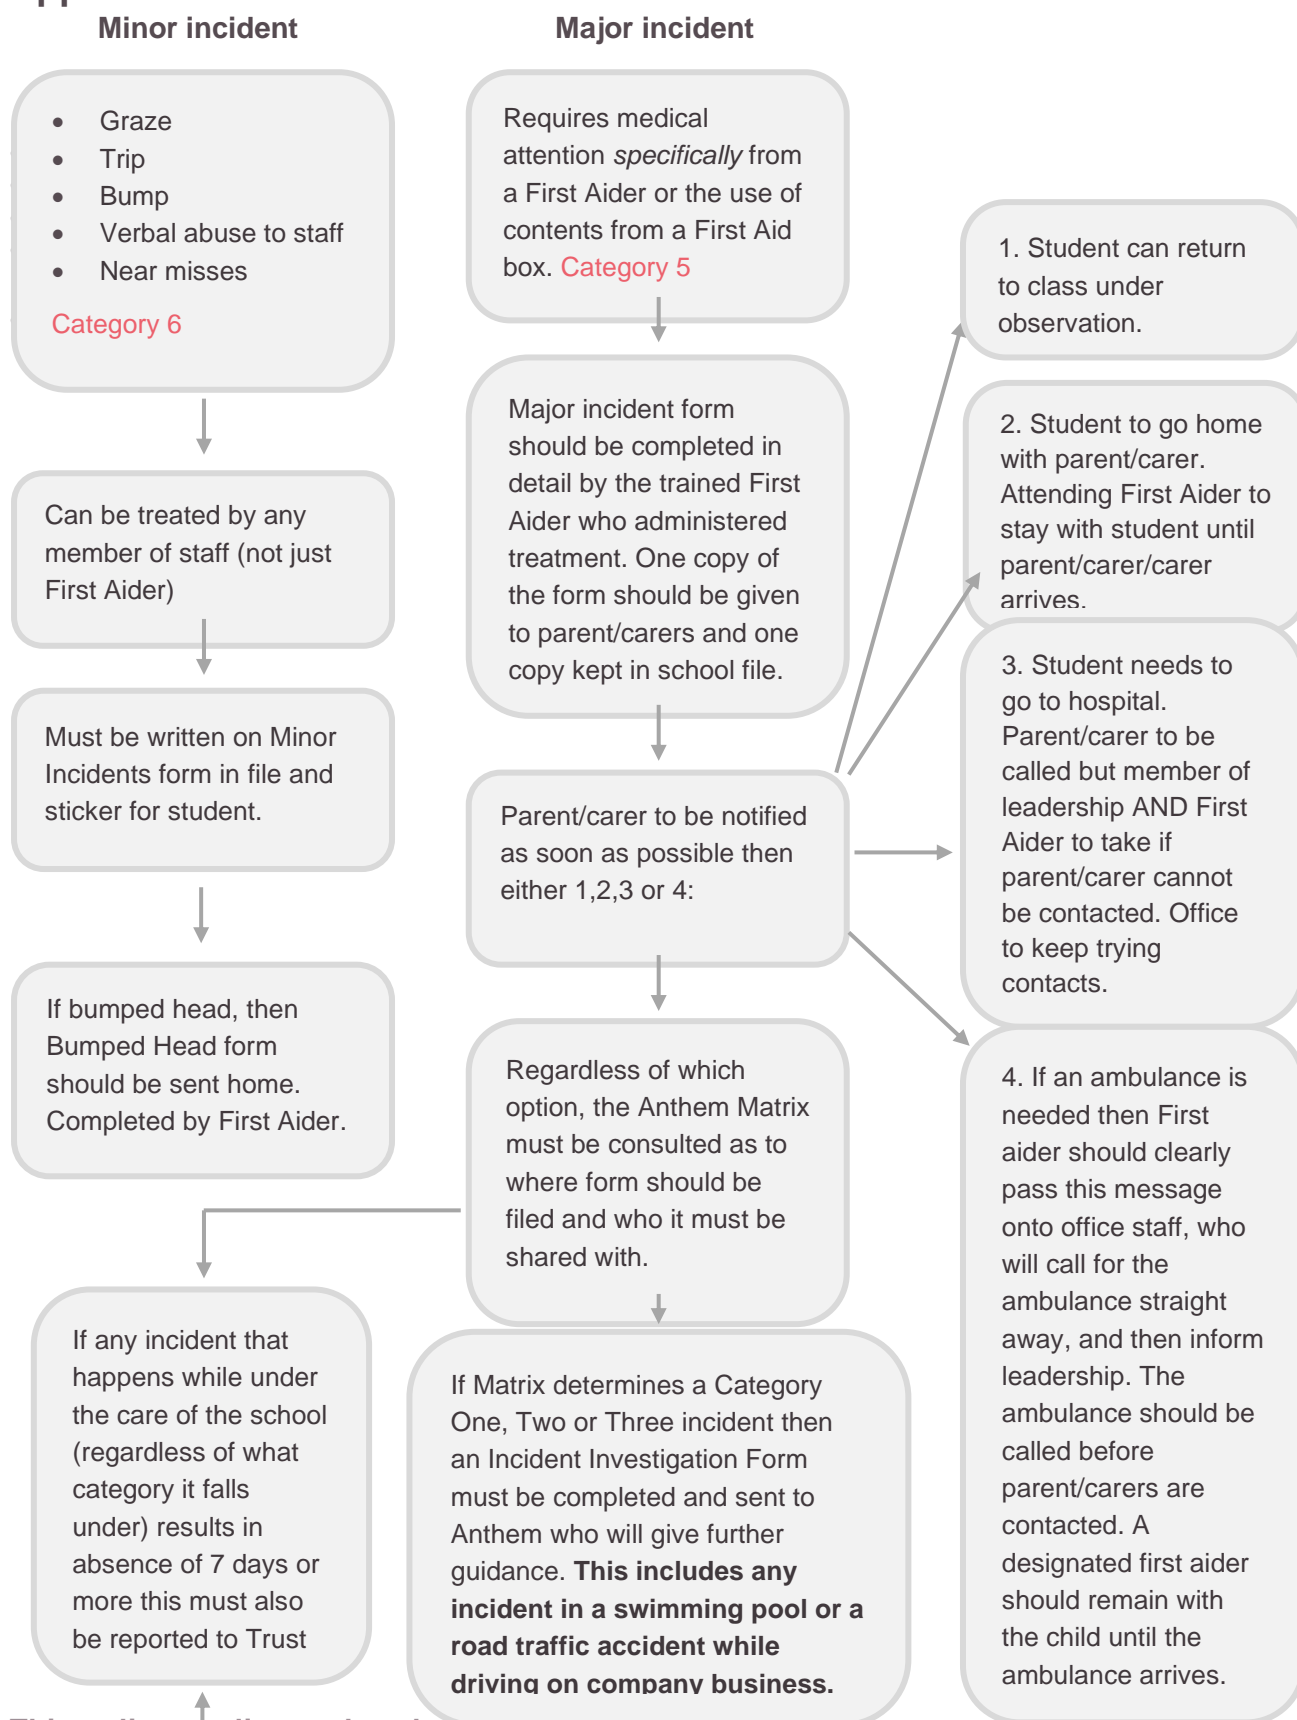 Minor incident
Major incident
• Graze
• Trip
• Bump
• Verbal abuse to staff
• Near misses
Category 6
Can be treated by any
member of staff (not just
First Aider)
Must be written on Minor
Incidents form in file and
sticker for student.
If bumped head, then
Bumped Head form
should be sent home.
Completed by First Aider.
Requires medical
attention specifically from
a First Aider or the use of
contents from a First Aid
box. Category 5
Major incident form
should be completed in
detail by the trained First
Aider who administered
treatment. One copy of
the form should be given
to parent/carers and one
copy kept in school file.
Parent/carer to be notified
as soon as possible then
either 1,2,3 or 4:
1. Student can return
to class under
observation.
2. Student to go home
with parent/carer.
Attending First Aider to
stay with student until
parent/carer/carer
arrives.
3. Student needs to
go to hospital.
Parent/carer to be
called but member of
leadership AND First
Aider to take if
parent/carer cannot
be contacted. Office
to keep trying
contacts.
4. If an ambulance is
needed then First
aider should clearly
pass this message
onto office staff, who
will call for the
ambulance straight
away, and then inform
leadership. The
ambulance should be
called before
parent/carers are
contacted. A
designated first aider
should remain with
the child until the
ambulance arrives.
Regardless of which
option, the Anthem Matrix
must be consulted as to
where form should be
filed and who it must be
shared with.
If any incident that
happens while under
the care of the school
(regardless of what
category it falls
under) results in
absence of 7 days or
more this must also
be reported to Trust
If Matrix determines a Category
One, Two or Three incident then
an Incident Investigation Form
must be completed and sent to
Anthem who will give further
guidance. This includes any
incident in a swimming pool or a
road traffic accident while
driving on company business.